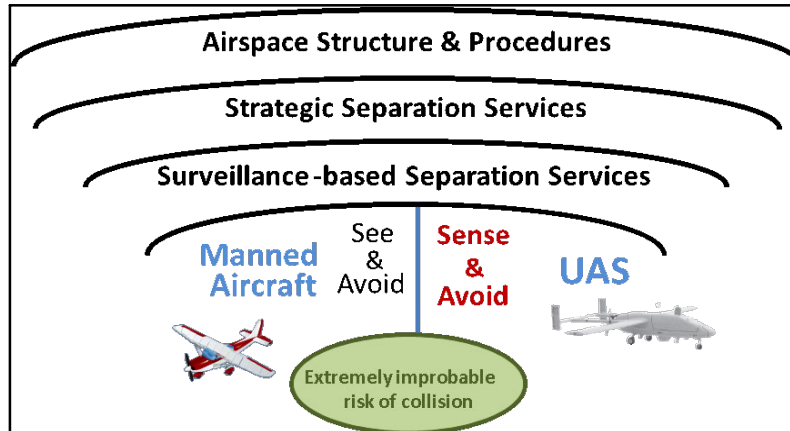 Airspace Structure & Procedures
Strategic Separation Services
Surveillance-based Separation Services
Manned
Aircraft
See
&
Avoid
Sense
&
Avoid
UAS
Extremely improbable
risk of collision